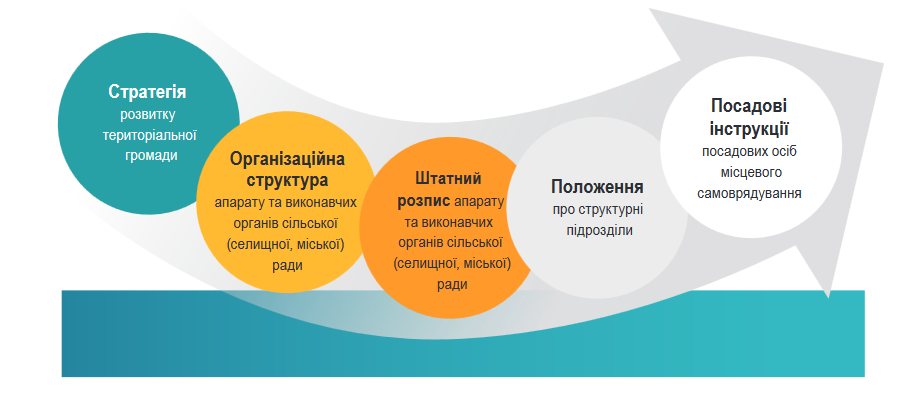 Стратегія
розвитку
територіальної
громади
Організаційна
структура
апарату та виконавчих
органів сільської
(селищної, міської)
ради
Штатний
розпис апарату
та виконавчих
органів сільської
(селищної, міської)
ради
Положення
про структурні
підрозділи
Посадові
інструкції
посадових осіб
місцевого
самоврядування